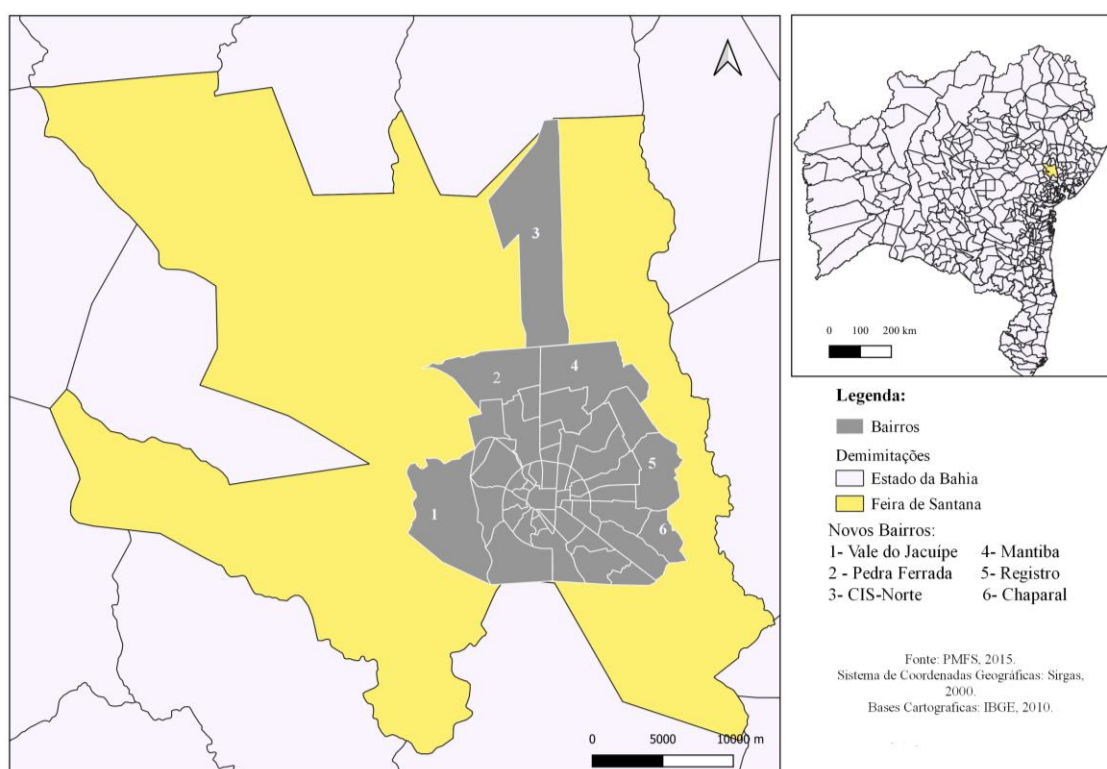 3
2
4
5
1
6
0 5000 10000 m
0 100 200 km
Legenda:
Bairros
Demimitações
Estado da Bahia
Feira de Santana
Novos Bairros:
1- Vale do Jacuípe 4- Mantiba
2 - Pedra Ferrada 5- Registro
3- CIS-Norte 6- Chaparal
Fonte: PMFS, 2015.
Sistema de Coordenadas Geográficas: Sirgas,
2000.
Bases Cartograficas: IBGE, 2010.